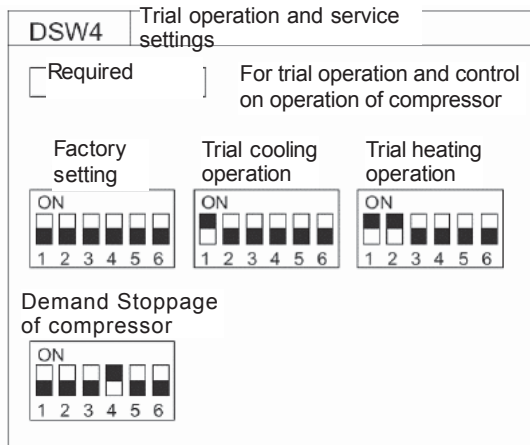 DSW4
Trial operation and service
settings
Required
For trial operation and control
on operation of compressor
Factory
setting
ON
1 2 3 4 5 6
Trial cooling
operation
ON
1 2 3 4 5 6
Trial heating
operation
ON
1 2 3 4 5 6
Demand Stoppage
of compressor
ON
1 2 3 4 5 6